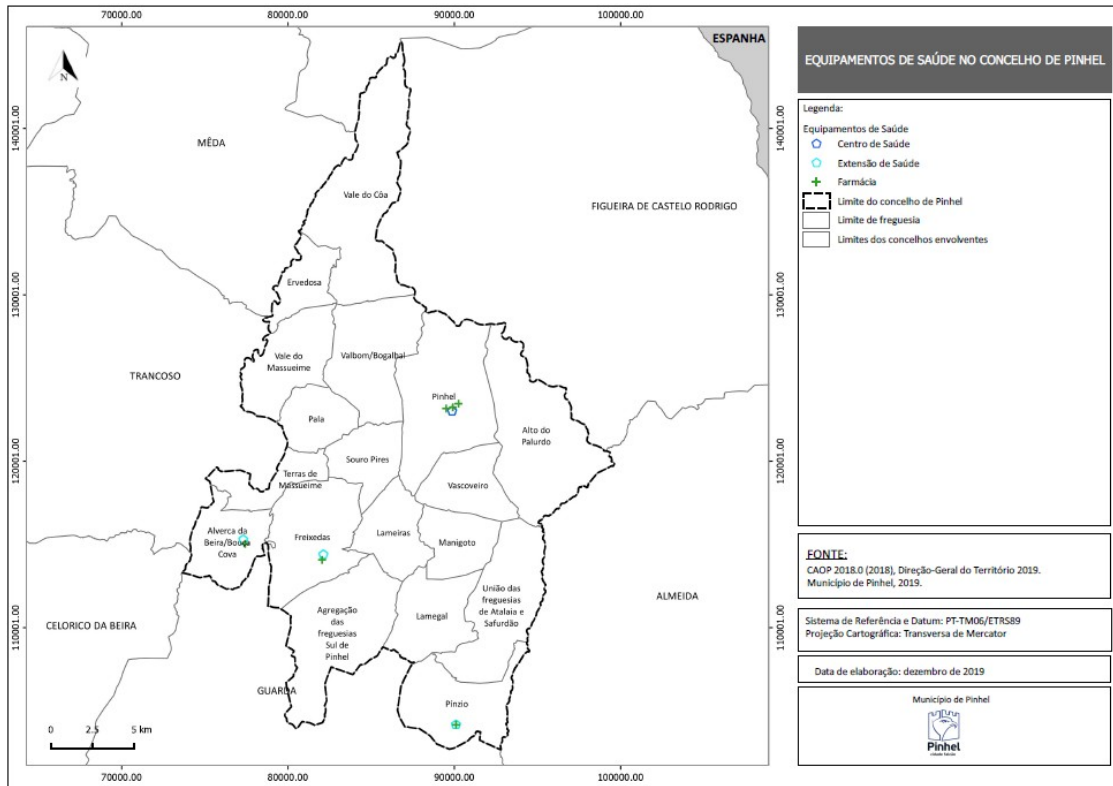 70000.00
80000.00
90000.00
100000.00
140001.00
130001.00
120001.00
110001.00
140001.00
130001.00
120001.00
110001.00
N
ESPANHA
MÊDA
Vale do Côa
FIGUEIRA DE CASTELO RODRIGO
Ervedosa
Vale do
Massueime
Valbom/Bogalhal
TRANCOSO
Pinhel
Pala
Alto do
Palurdo
Souro Pires
Terras de
Massueime
Vascoveiro
Alverca da
Beira/Bouça
Cova
Freixedas
Lameiras
Manigoto
União das
freguesias
de Atalaia e
Safurdão
ALMEIDA
Agregação
das
freguesias
Sul de
Pinhel
Lamegal
CELORICO DA BEIRA
GUARDA
Pínzio
0 2.5 5 km
70000.00
80000.00
90000.00
100000.00
EQUIPAMENTOS DE SAÚDE NO CONCELHO DE PINHEL
Legenda:
Equipamentos de Saúde
Centro de Saúde
Extensão de Saúde
Farmácia
Limite do concelho de Pinhel
Limite de freguesia
Limites dos concelhos envolventes
FONTE:
CAOP 2018.0 (2018), Direção-Geral do Território 2019.
Município de Pinhel, 2019.
Sistema de Referência e Datum: PT-TM06/ETRS89
Projeção Cartográfica: Transversa de Mercator
Data de elaboração: dezembro de 2019
Município de Pinhel
Pinhel